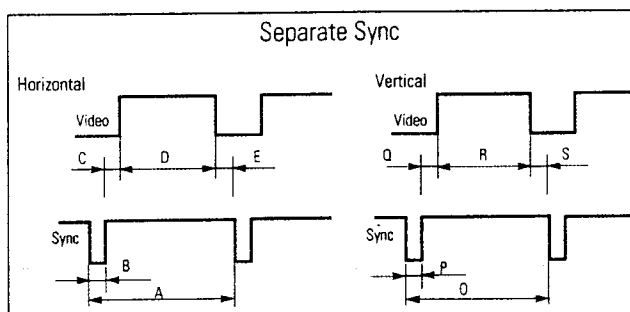 Separate Sync
Horizontal
Vertical
Video
Video
C D E
Q R S
Sync
Sync
B
P
A
O